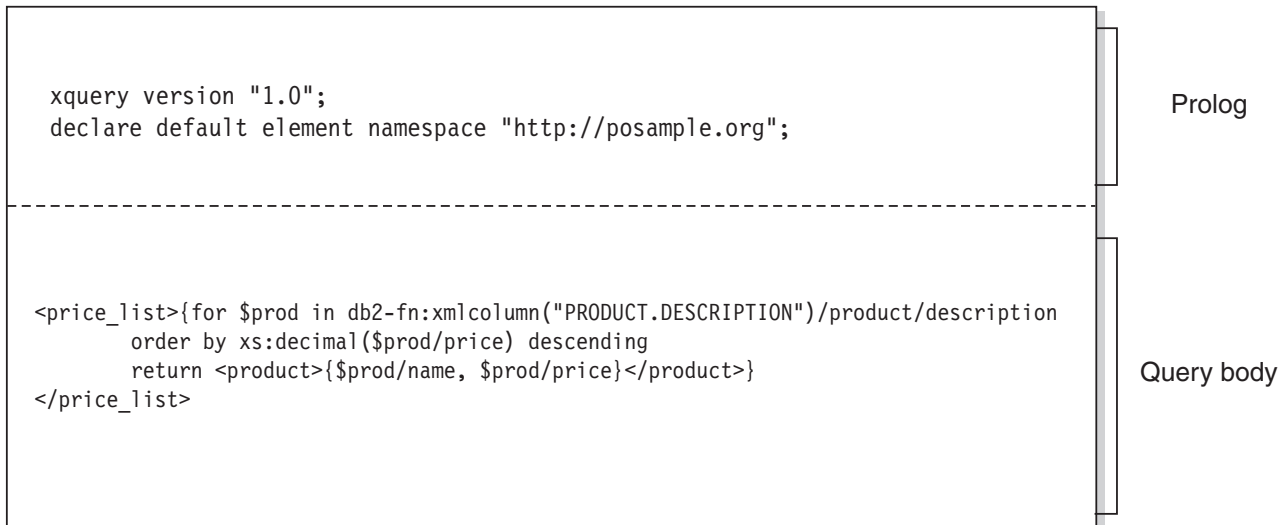 xquery version "1.0";
declare default element namespace "http://posample.org";
Prolog
<price_list>{for $prod in db2-fn:xmlcolumn("PRODUCT.DESCRIPTION")/product/description
order by xs:decimal($prod/price) descending
return <product>{$prod/name, $prod/price}</product>}
</price_list>
Query body